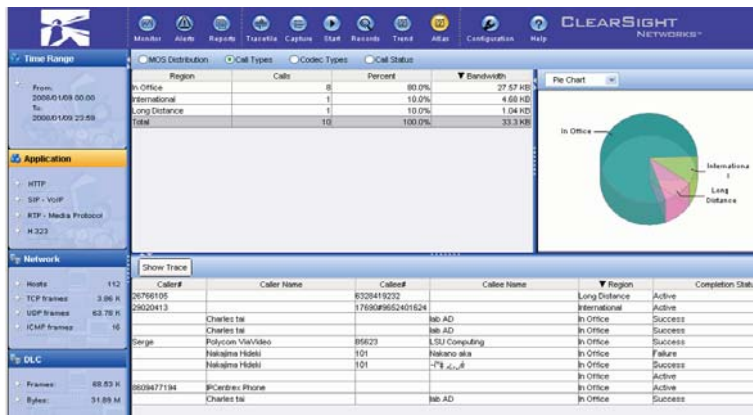 Monitor Alerts Reports Tracefile Capture Start Records Trend Atlas Configuration Help
CLEARSIGHT
NETWORKS
Time Range
From:
2008/01/09 00:00
To:
2008/01/09 23:59
Application
HTTP
SIP - VoIP
RTP - Media Protocol
H.323
Network
Hosts 112
TCP frames 3.86 K
UDP frames 63.78 K
ICMP frames 16
DLC
Frames: 68.53 K
Bytes: 31.89 M
MOS Distribution Call Types Codec Types Call Status
Region Calls Percent Bandwidth
In Office 8 80.0% 27.57 KB
International 1 10.0% 4.68 KB
Long Distance 1 10.0% 1.04 KB
Total 10 100.0% 33.3 KB
Pie Chart
In Office
Internationa
l
Long
Distance
Show Trace
Caller# Caller Name Callee# Callee Name Region Completion Statu
26766105 6328419232 Long Distance Active
29020413 17690#9652401624 International Active
Charles tai lab AD In Office Success
Charles tai lab AD In Office Success
Serge Polycom ViaVideo 85623 LSU Computing In Office Success
Nakajima Hideki 101 Nakano aka In Office Failure
Nakajima Hideki 101 In Office Success
In Office Active
8609477194 IPCentrex Phone In Office Active
Charles tai lab AD In Office Success